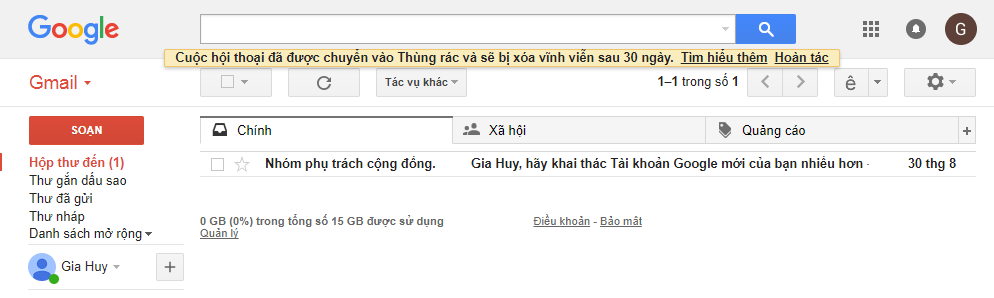 Google
Cuộc hội thoại đã được chuyển vào Thùng rác và sẽ bị xóa vĩnh viễn sau 30 ngày. Tìm hiểu thêm Hoàn tác
G
Gmail
Tác vụ khác
1–1 trong số 1
ê
SOẠN
Chính
Xã hội
Quảng cáo
+
Hộp thư đến (1)
Nhóm phụ trách cộng đồng. Gia Huy, hãy khai thác Tài khoản Google mới của bạn nhiều hơn - 30 thg 8
Thư gắn dấu sao
Thư đã gửi
Thư nháp
Danh sách mở rộng
0 GB (0%) trong tổng số 15 GB được sử dụng
Quản lý
Điều khoản - Bảo mật
Gia Huy
+